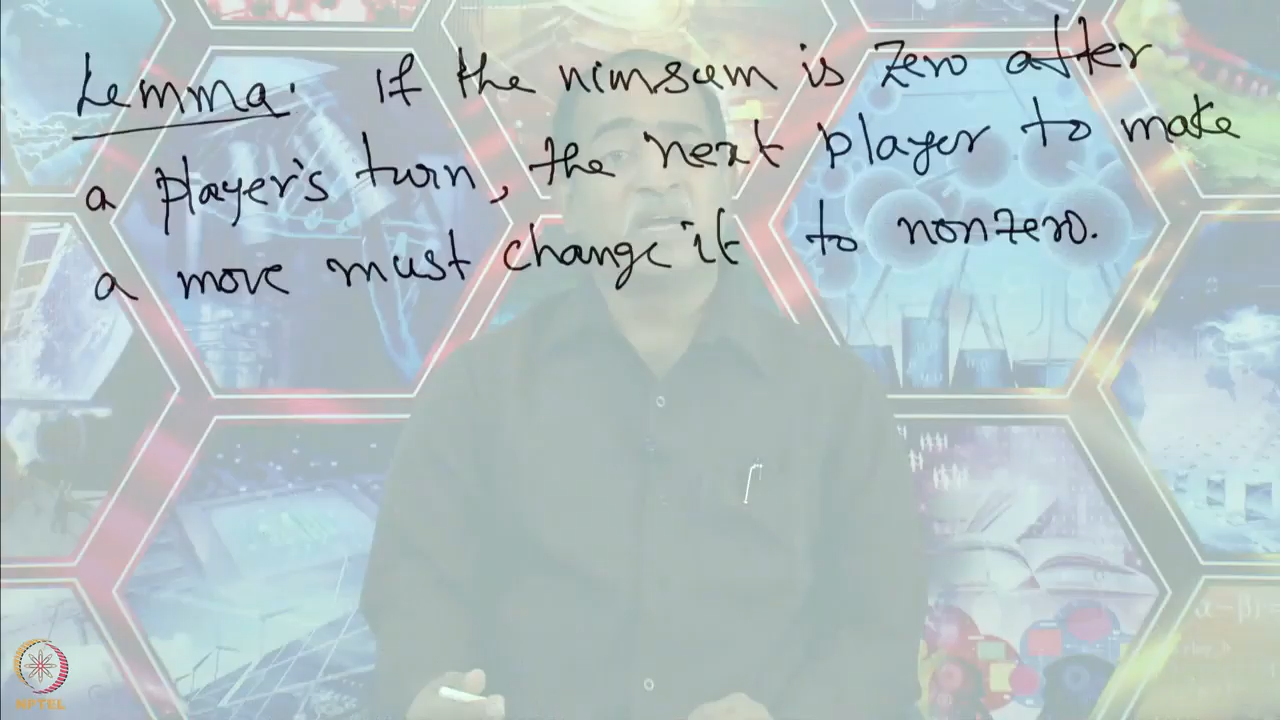 Lemma. If the nimsum is zero after
a player's turn, the next player to make
a move must change it to nonzero.
NPTEL